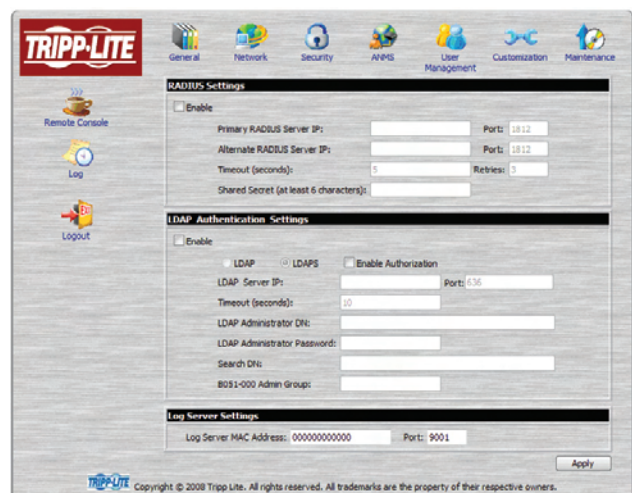 TRIPP·LITE
General
Network
Security
ANMS
User Management
Customization
Maintenance
Remote Console
Log
Logout
RADIUS Settings
Enable
Primary RADIUS Server IP: Port: 1812
Alternate RADIUS Server IP: Port: 1812
Timeout (seconds): 5 Retries: 3
Shared Secret (at least 6 characters):
LDAP Authentication Settings
Enable
LDAP LDAPS Enable Authorization
LDAP Server IP: Port: 636
Timeout (seconds): 10
LDAP Administrator DN:
LDAP Administrator Password:
Search DN:
B051-000 Admin Group:
Log Server Settings
Log Server MAC Address: 000000000000 Port: 9001
Apply
TRIPP·LITE Copyright © 2008 Tripp Lite. All rights reserved. All trademarks are the property of their respective owners.